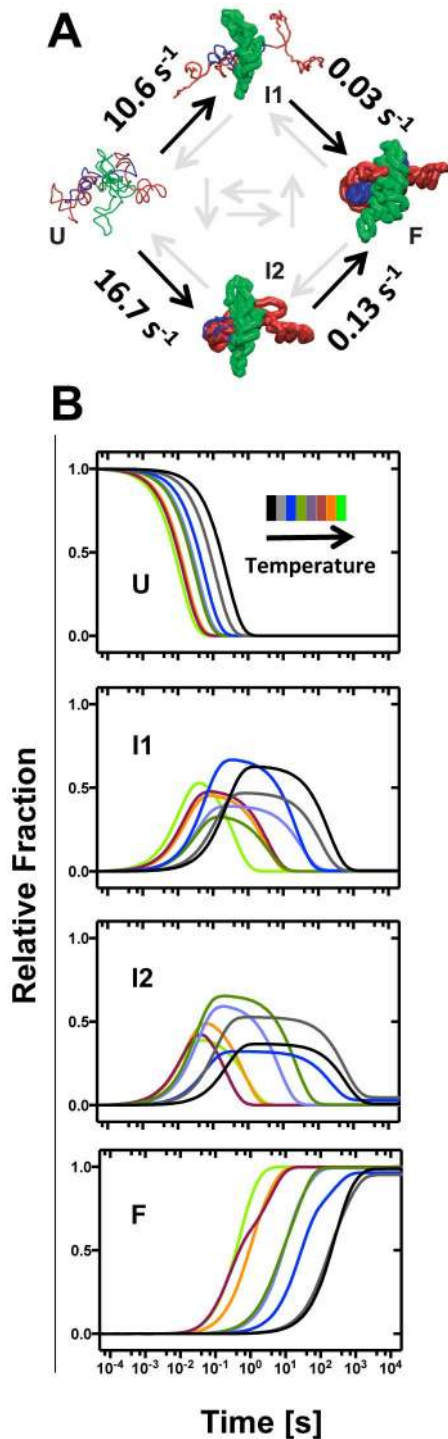 A
10.6 s-1
I1
0.03 s-1
U
F
I2
16.7 s-1
0.13 s-1
B
1.0
0.5
0.0
U
Temperature
1.0
0.5
0.0
I1
1.0
0.5
0.0
I2
1.0
0.5
0.0
F
10-4 10-3 10-2 10-1 100 101 102 103 104
Relative Fraction
Time [s]